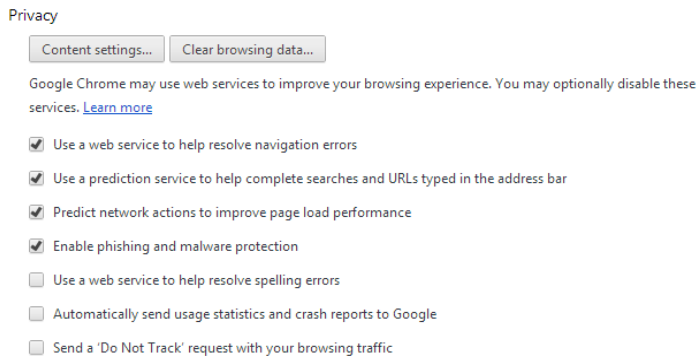 Privacy
Content settings... Clear browsing data...
Google Chrome may use web services to improve your browsing experience. You may optionally disable these
services. Learn more
Use a web service to help resolve navigation errors
Use a prediction service to help complete searches and URLs typed in the address bar
Predict network actions to improve page load performance
Enable phishing and malware protection
Use a web service to help resolve spelling errors
Automatically send usage statistics and crash reports to Google
Send a ‘Do Not Track’ request with your browsing traffic